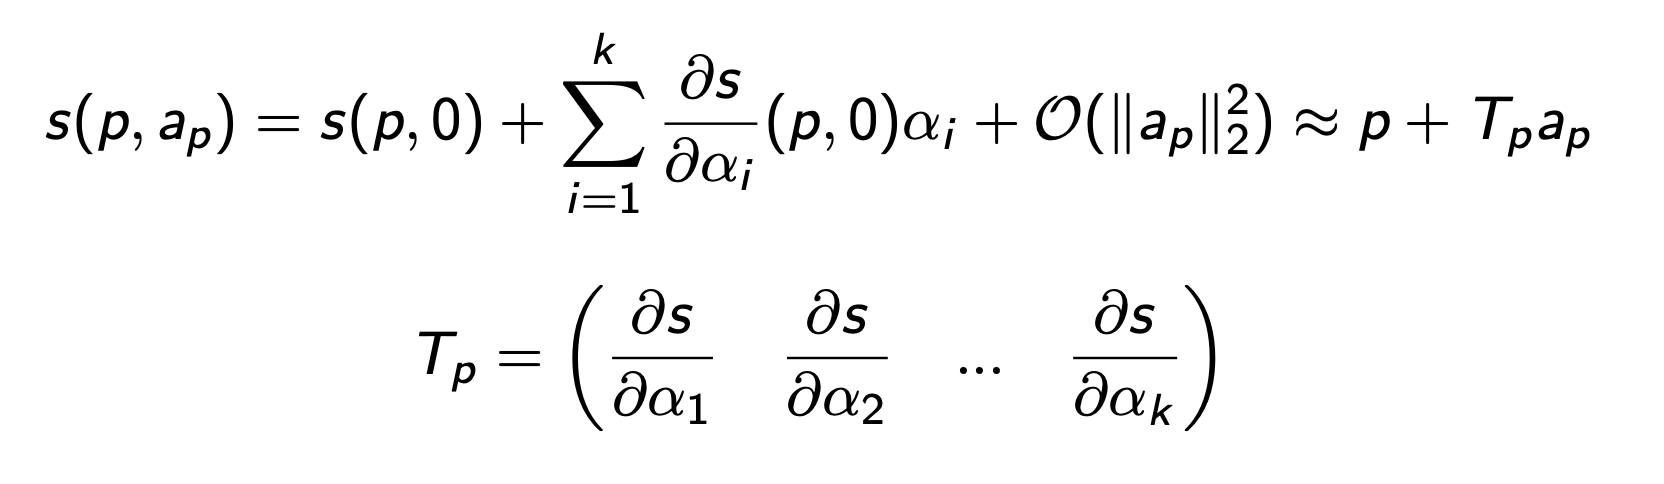 $s(p, a_p) = s(p, 0) + \sum_{i=1}^{k} \frac{\partial s}{\partial \alpha_i}(p, 0)\alpha_i + \mathcal{O}(\|a_p\|_2^2) \approx p + T_p a_p$
$T_p = \begin{pmatrix} \frac{\partial s}{\partial \alpha_1} & \frac{\partial s}{\partial \alpha_2} & ... & \frac{\partial s}{\partial \alpha_k} \end{pmatrix}$